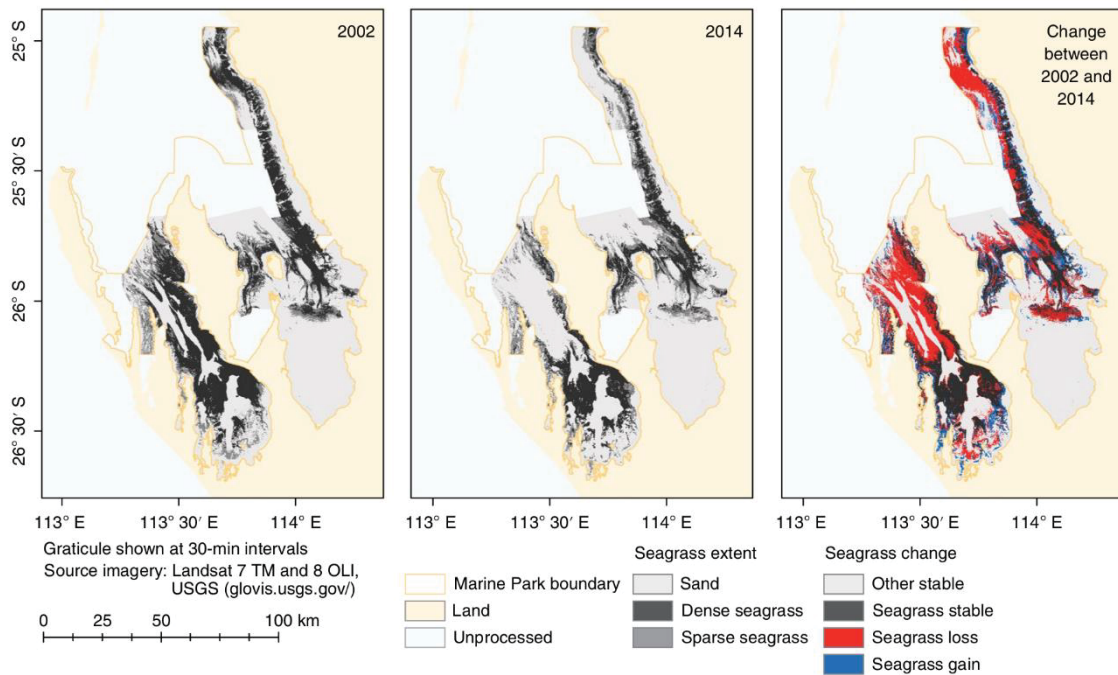 2002
2014
Change
between
2002 and
2014
25° S
25° 30′ S
26° S
26° 30′ S
113° E
113° 30′ E
114° E
113° E
113° 30′ E
114° E
113° E
113° 30′ E
114° E
Graticule shown at 30-min intervals
Source imagery: Landsat 7 TM and 8 OLI,
USGS (glovis.usgs.gov/)
0 25 50 100 km
Marine Park boundary
Land
Unprocessed
Seagrass extent
Sand
Dense seagrass
Sparse seagrass
Seagrass change
Other stable
Seagrass stable
Seagrass loss
Seagrass gain